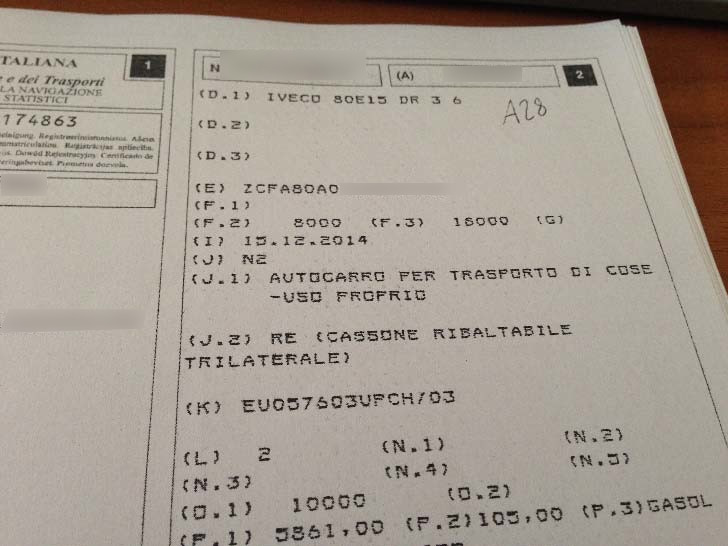 TALIANA
e e dei Trasporti
LA NAVIGAZIONE
STATISTICI
1
174863
N
(A)
2
(D.1) IVECO 80E15 DR 3 6
A28
(D.2)
(D.3)
(E) ZCFA80A0
(F.1)
(F.2) 8000 (F.3) 18000 (G)
(I) 15.12.2014
(J) N2
(J.1) AUTOCARRO PER TRASPORTO DI COSE
-USO PROPRIO
(J.2) RE (CASSONE RIBALTABILE
TRILATERALE)
(K) EU057603UPCH/03
(L) 2 (N.1) (N.2)
(N.3) (N.4) (N.5)
(O.1) 10000 (O.2)
(P.1) 5861,00 (P.2)105,00 (P.3)GASOL